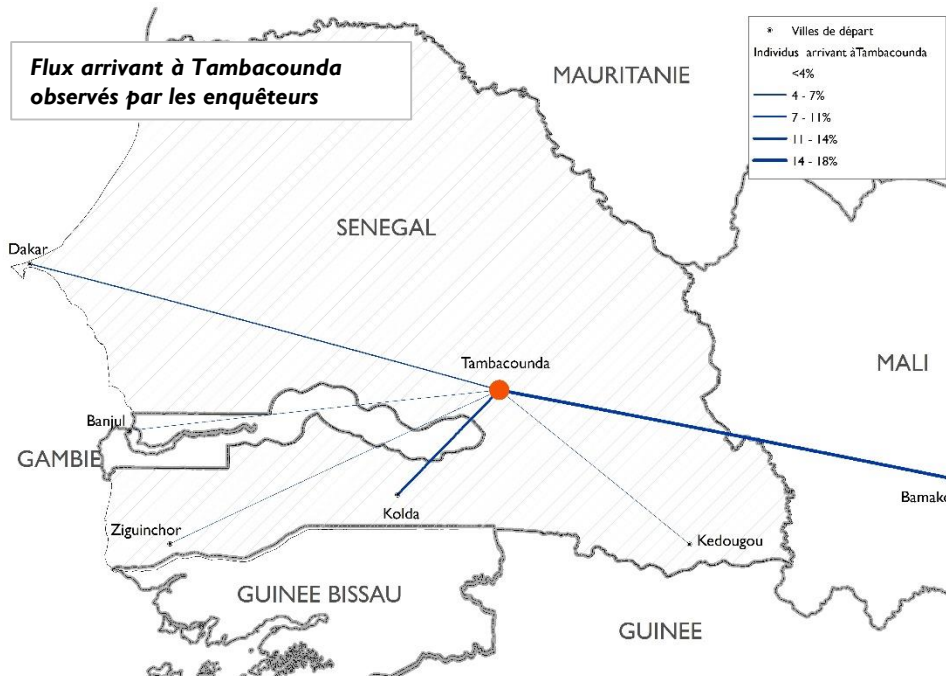 Flux arrivant à Tambacounda
observés par les enquêteurs
Villes de départ
Individus arrivant àTambacounda
<4%
4 - 7%
7 - 11%
11 - 14%
14 - 18%
MAURITANIE
SENEGAL
Dakar
Tambacounda
MALI
Banjul
GAMBIE
Bamako
Kolda
Ziguinchor
Kedougou
GUINEE BISSAU
GUINEE